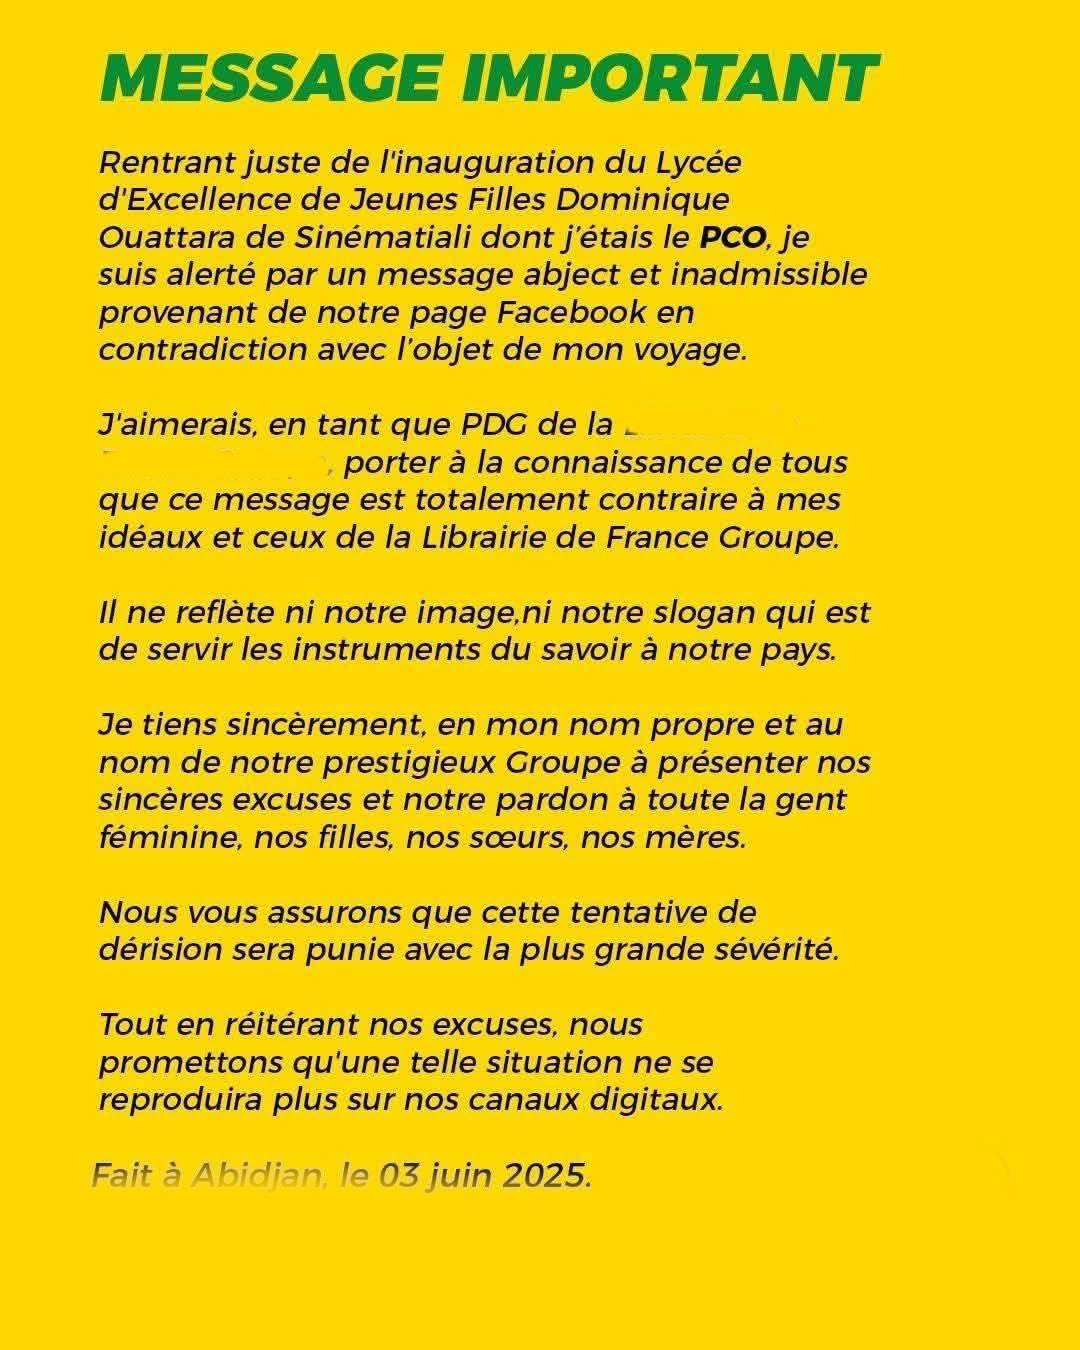 MESSAGE IMPORTANT
Rentrant juste de l'inauguration du Lycée
d'Excellence de Jeunes Filles Dominique
Ouattara de Sinématiali dont j’étais le PCO, je
suis alerté par un message abject et inadmissible
provenant de notre page Facebook en
contradiction avec l’objet de mon voyage.
J'aimerais, en tant que PDG de la
, porter à la connaissance de tous
que ce message est totalement contraire à mes
idéaux et ceux de la Librairie de France Groupe.
Il ne reflète ni notre image,ni notre slogan qui est
de servir les instruments du savoir à notre pays.
Je tiens sincèrement, en mon nom propre et au
nom de notre prestigieux Groupe à présenter nos
sincères excuses et notre pardon à toute la gent
féminine, nos filles, nos sœurs, nos mères.
Nous vous assurons que cette tentative de
dérision sera punie avec la plus grande sévérité.
Tout en réitérant nos excuses, nous
promettons qu'une telle situation ne se
reproduira plus sur nos canaux digitaux.
Fait à Abidjan, le 03 juin 2025.